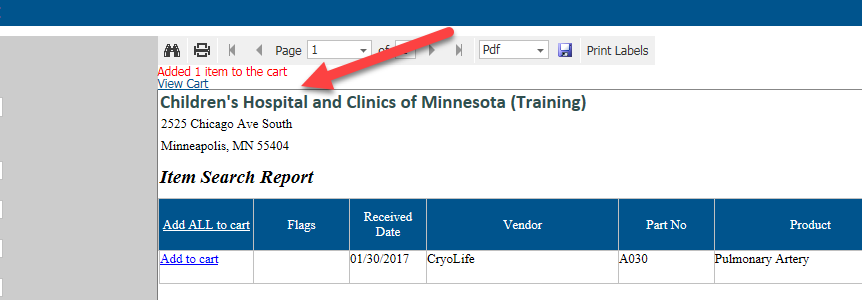 Page 1 of Pdf Print Labels
Added 1 item to the cart
View Cart
Children's Hospital and Clinics of Minnesota (Training)
2525 Chicago Ave South
Minneapolis, MN 55404
Item Search Report
Add ALL to cart Flags Received Date Vendor Part No Product
Add to cart 01/30/2017 CryoLife A030 Pulmonary Artery